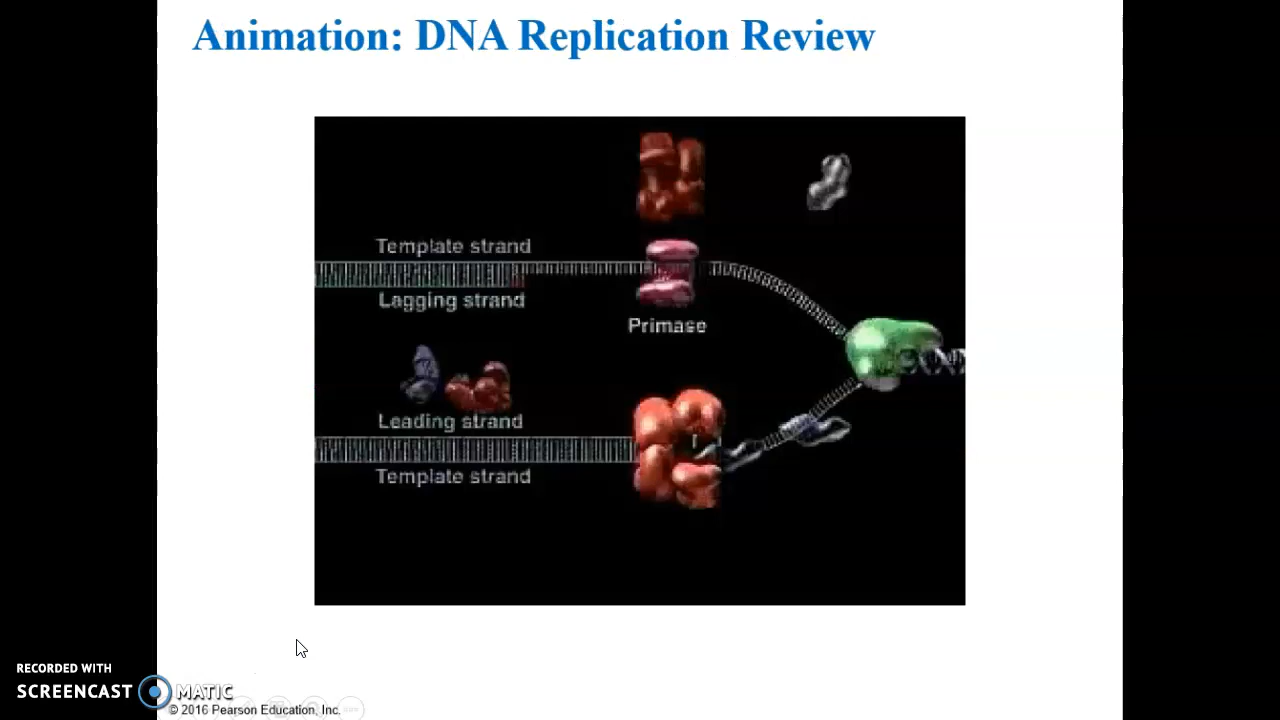 Animation: DNA Replication Review
Template strand
Lagging strand
Primase
Leading strand
Template strand
RECORDED WITH
SCREENCAST MATIC
© 2016 Pearson Education, Inc.